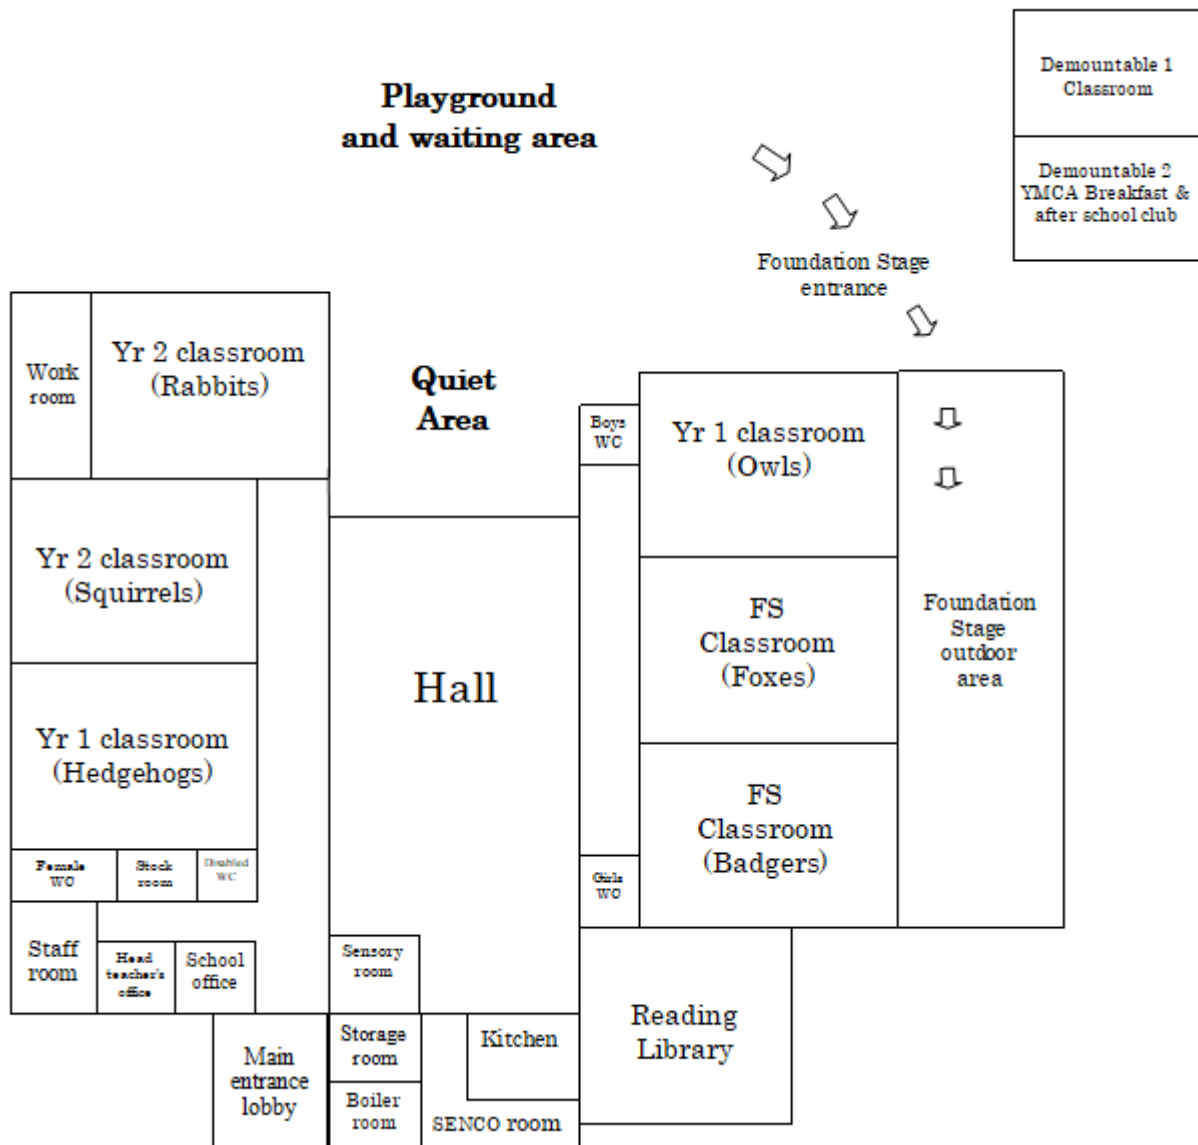 Playground
and waiting area
Demountable 1
Classroom
Demountable 2
YMCA Breakfast &
after school club
Foundation Stage
entrance
Work
room
Yr 2 classroom
(Rabbits)
Quiet
Area
Boys
WC
Yr 1 classroom
(Owls)
Yr 2 classroom
(Squirrels)
Hall
FS
Classroom
(Foxes)
Foundation
Stage
outdoor
area
Yr 1 classroom
(Hedgehogs)
FS
Classroom
(Badgers)
Female
WC
Stock
room
Disabled
WC
Girls
WC
Staff
room
Head
teacher's
office
School
office
Sensory
room
Main
entrance
lobby
Storage
room
Kitchen
Reading
Library
Boiler
room
SENCO room